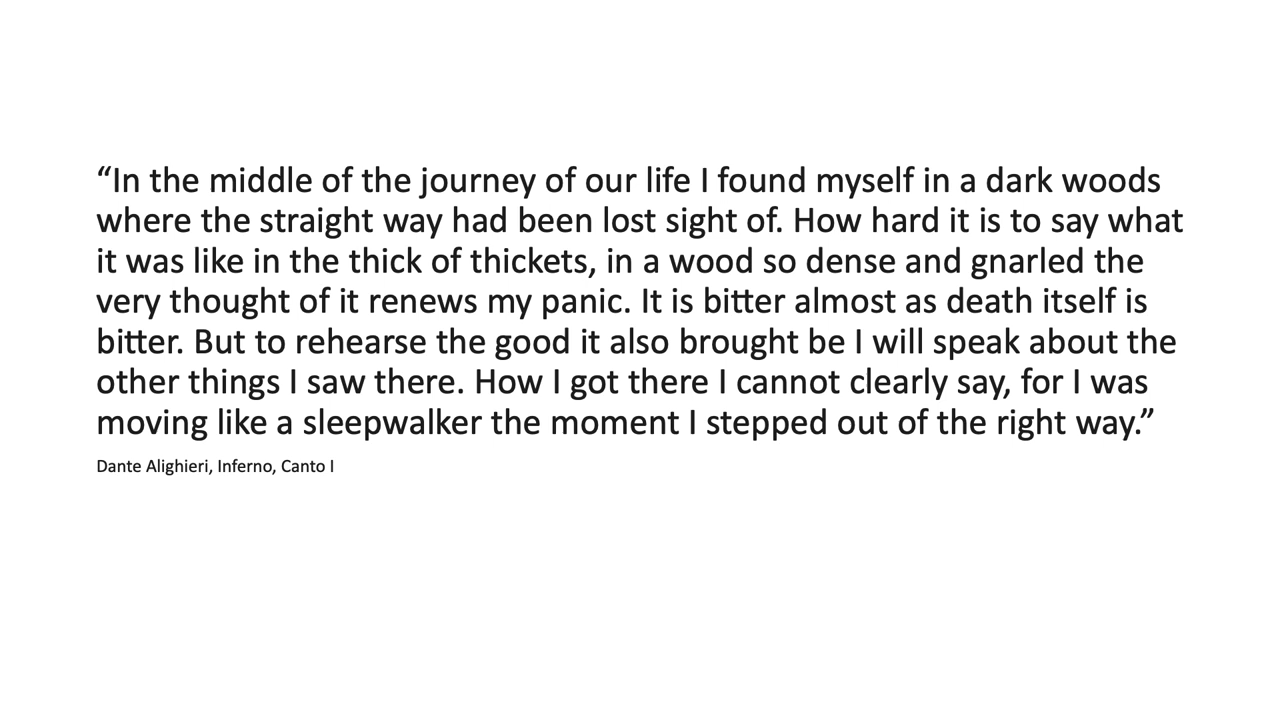 “In the middle of the journey of our life I found myself in a dark woods
where the straight way had been lost sight of. How hard it is to say what
it was like in the thick of thickets, in a wood so dense and gnarled the
very thought of it renews my panic. It is bitter almost as death itself is
bitter. But to rehearse the good it also brought be I will speak about the
other things I saw there. How I got there I cannot clearly say, for I was
moving like a sleepwalker the moment I stepped out of the right way.”
Dante Alighieri, Inferno, Canto I